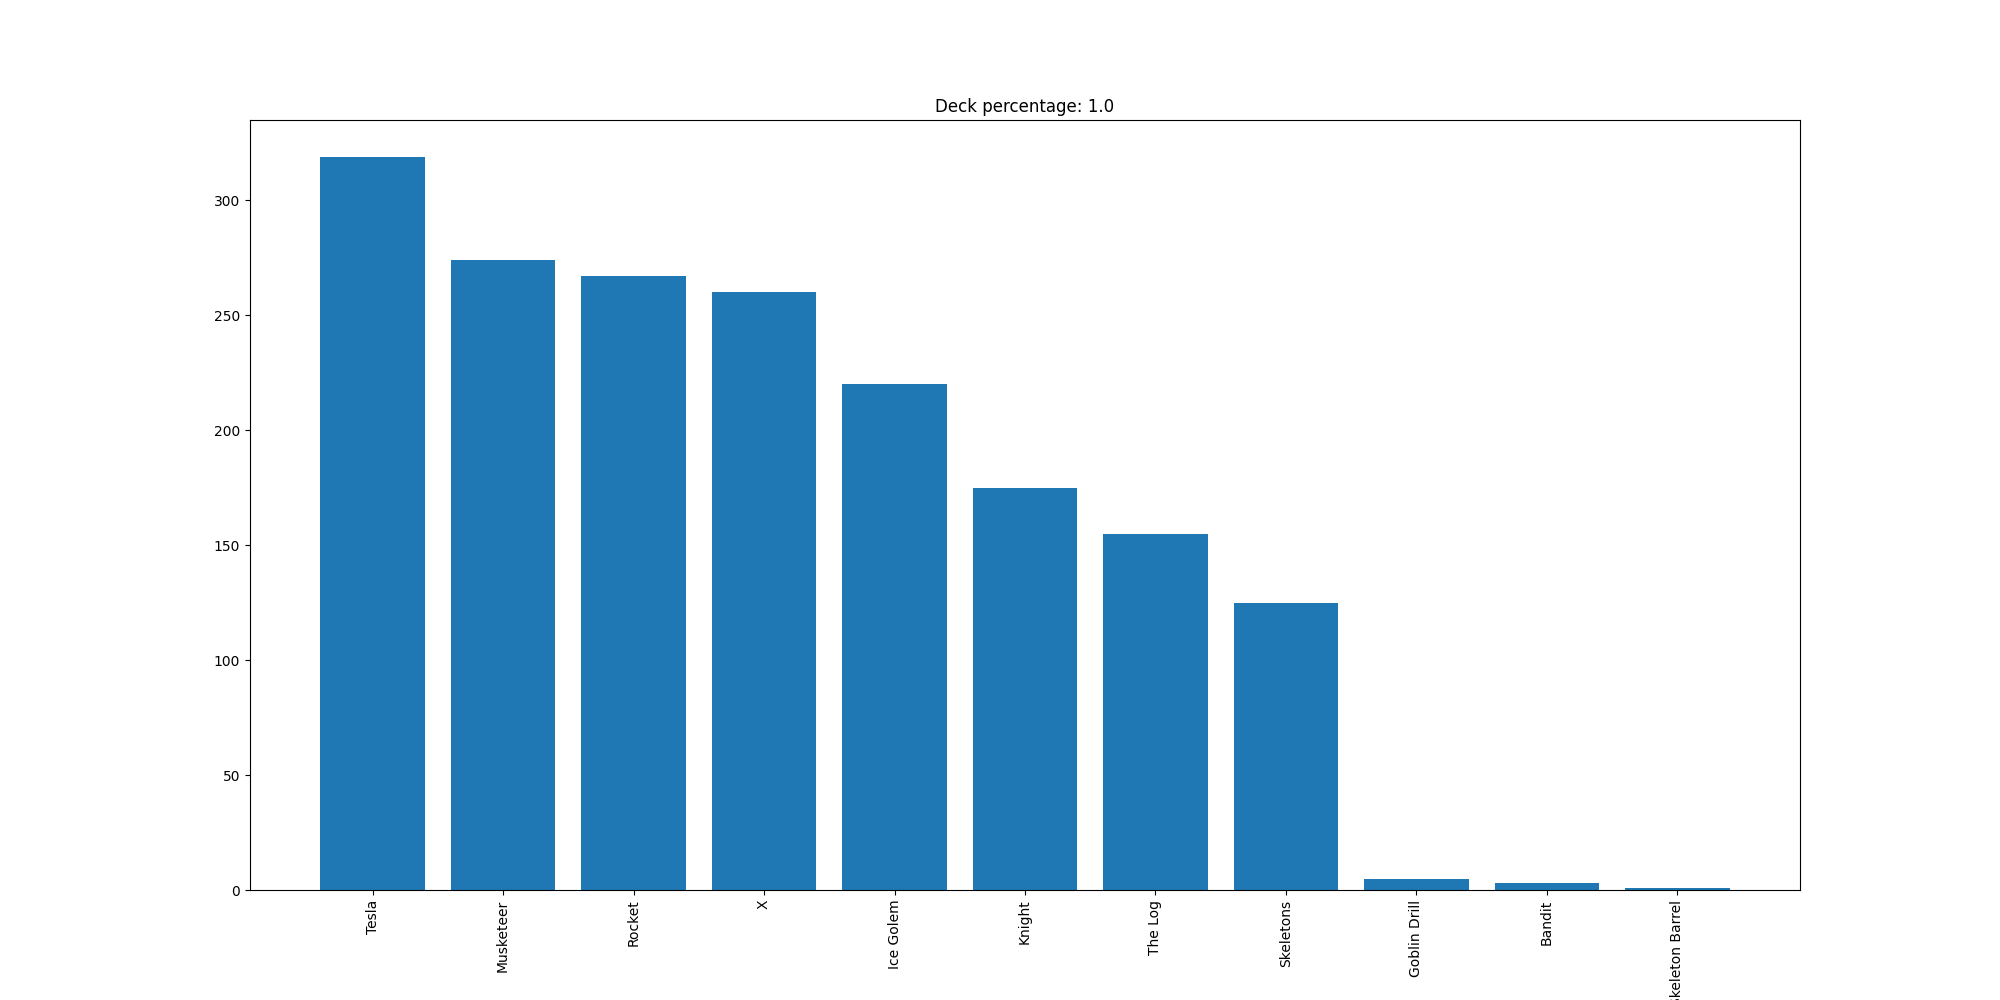 Deck percentage: 1.0
300
250
200
150
100
50
0
Tesla
Musketeer
Rocket
X
Ice Golem
Knight
The Log
Skeletons
Goblin Drill
Bandit
Skeleton Barrel